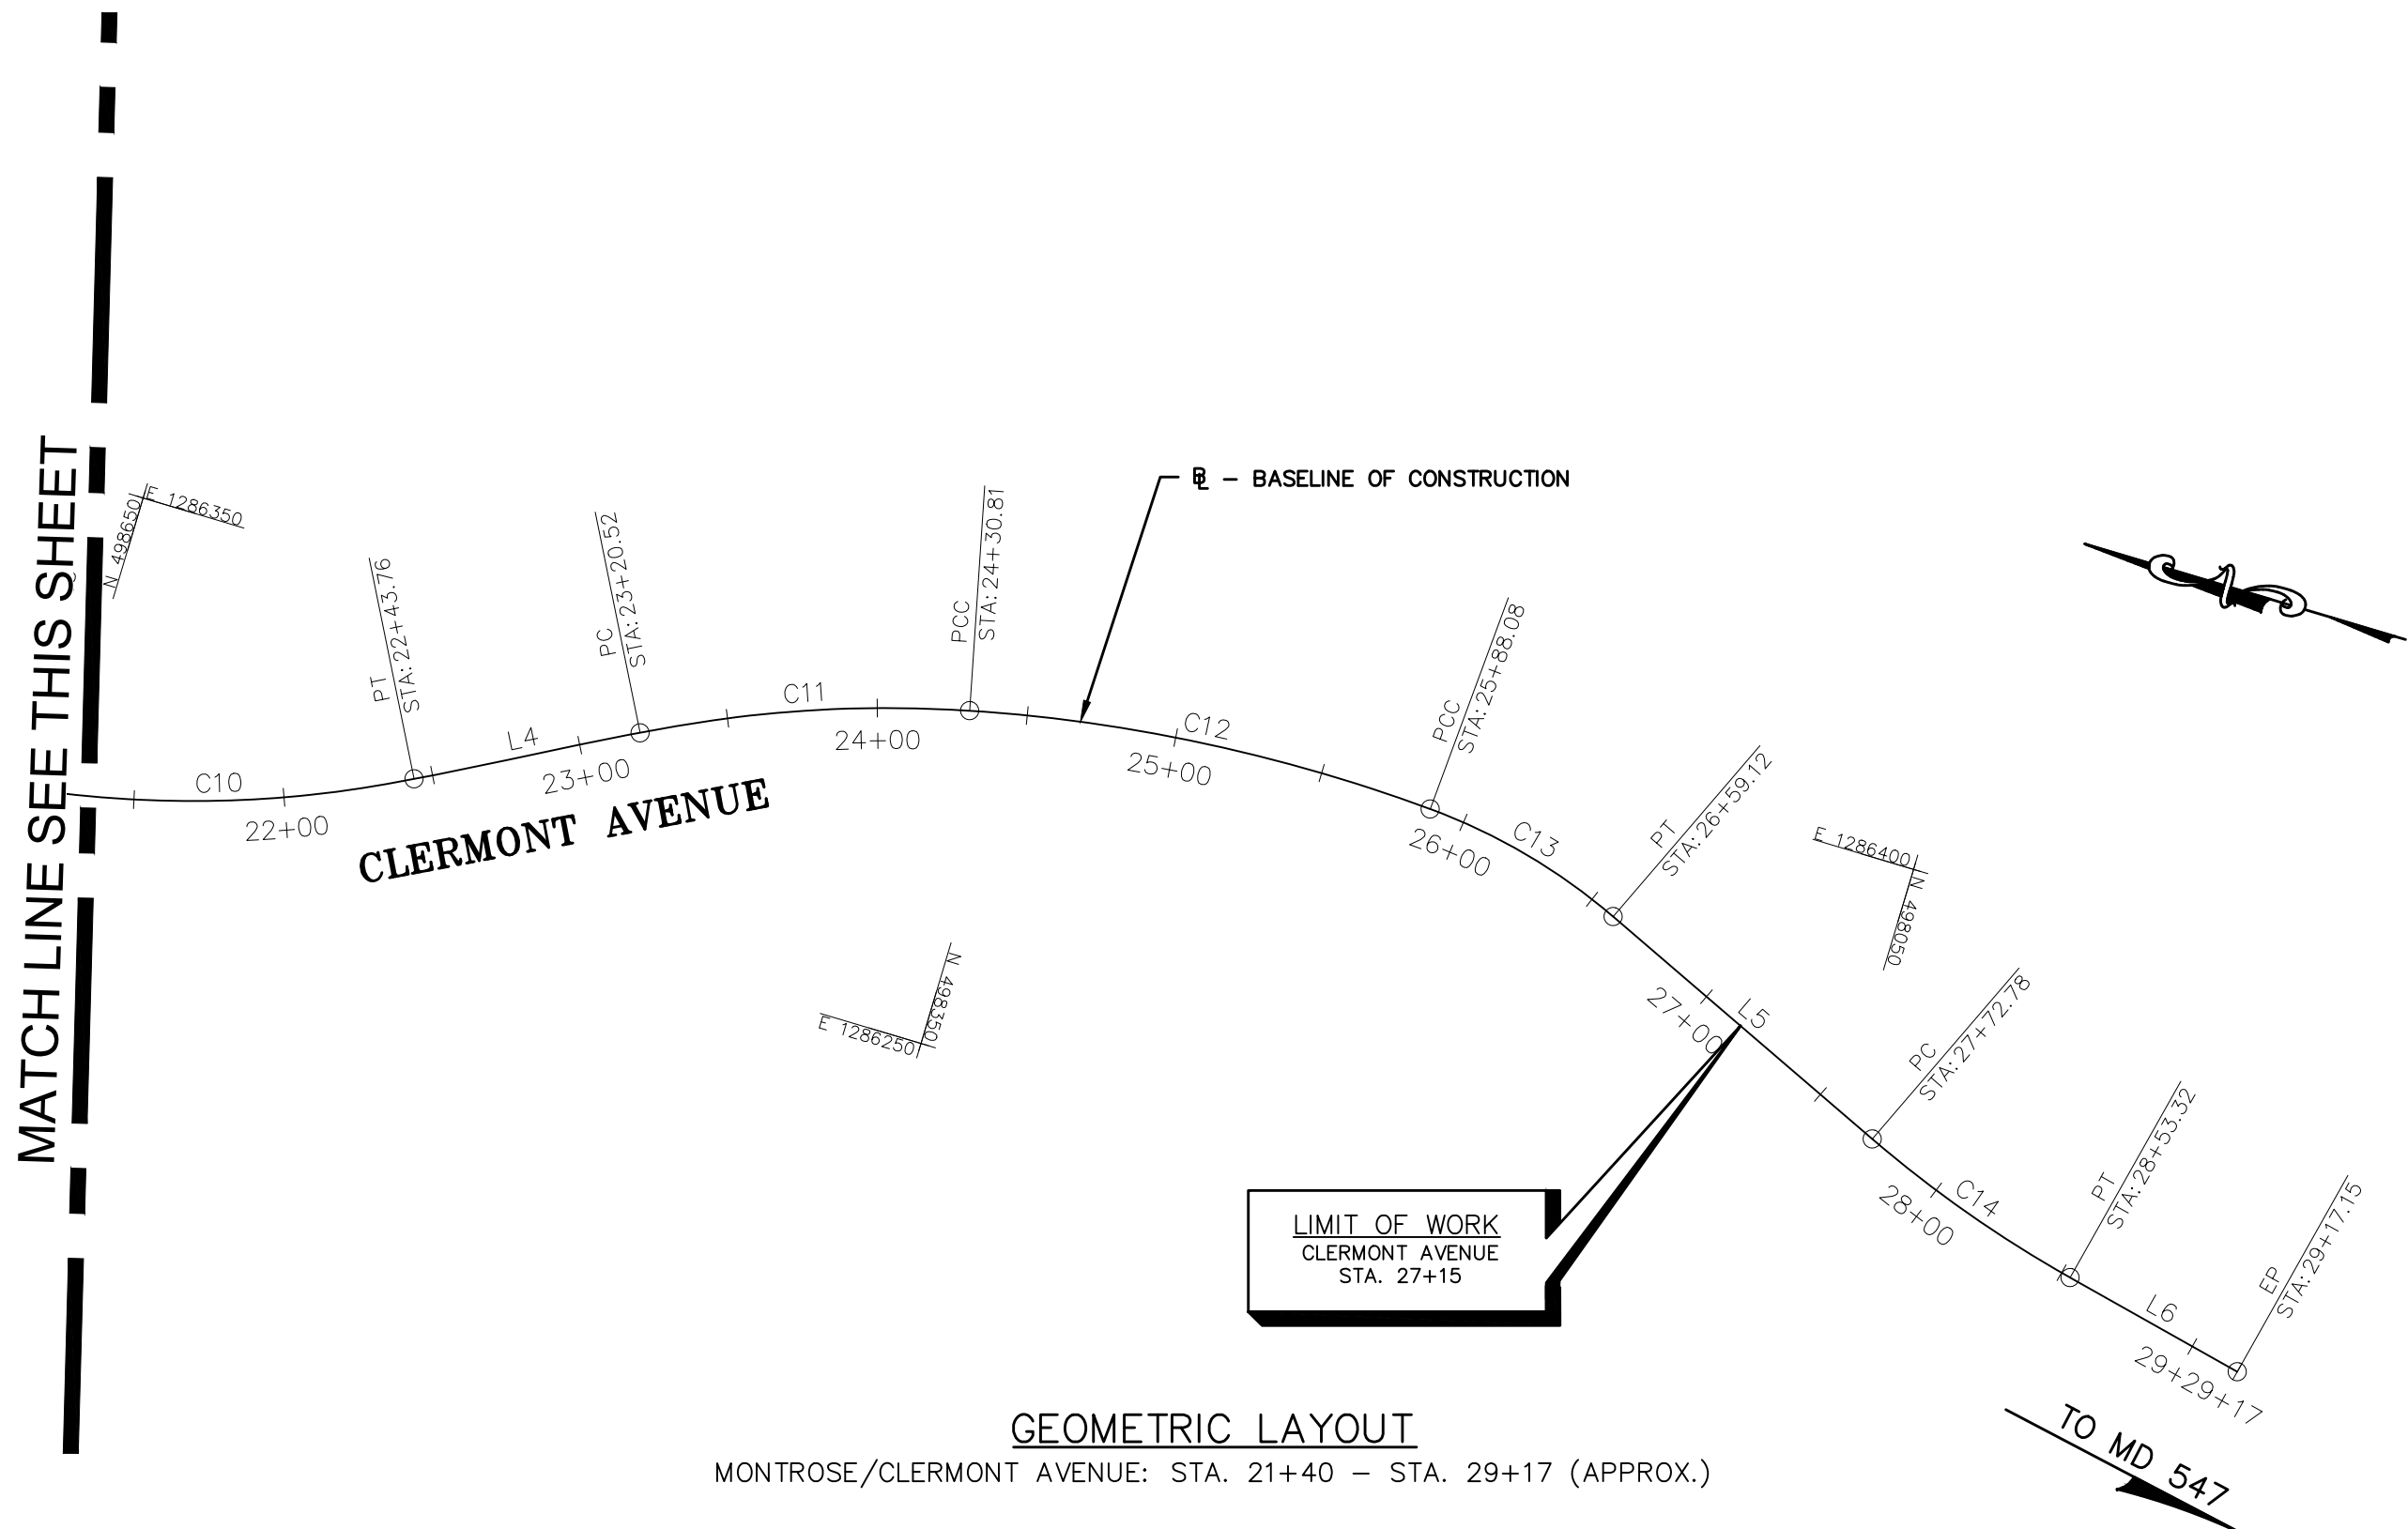 MATCH LINE SEE THIS SHEET
E 1286350
N 498650
PT
STA:22+43.76
PC
STA:23+20.52
PCC
STA:24+30.81
B - BASELINE OF CONSTRUCTION
PCC
STA:25+88.08
PT
STA:26+59.12
C10
L4
C11
C12
C13
22+00
23+00
24+00
25+00
26+00
CLERMONT AVENUE
E 1286400
N 498050
E 1286250
N 498350
27+00
L5
PC
STA:27+72.78
28+00
C14
PT
STA:28+53.32
L6
EP
STA:29+17.15
29+29+17
LIMIT OF WORK
CLERMONT AVENUE
STA. 27+15
TO MD 547
GEOMETRIC LAYOUT
MONTROSE/CLERMONT AVENUE: STA. 21+40 - STA. 29+17 (APPROX.)